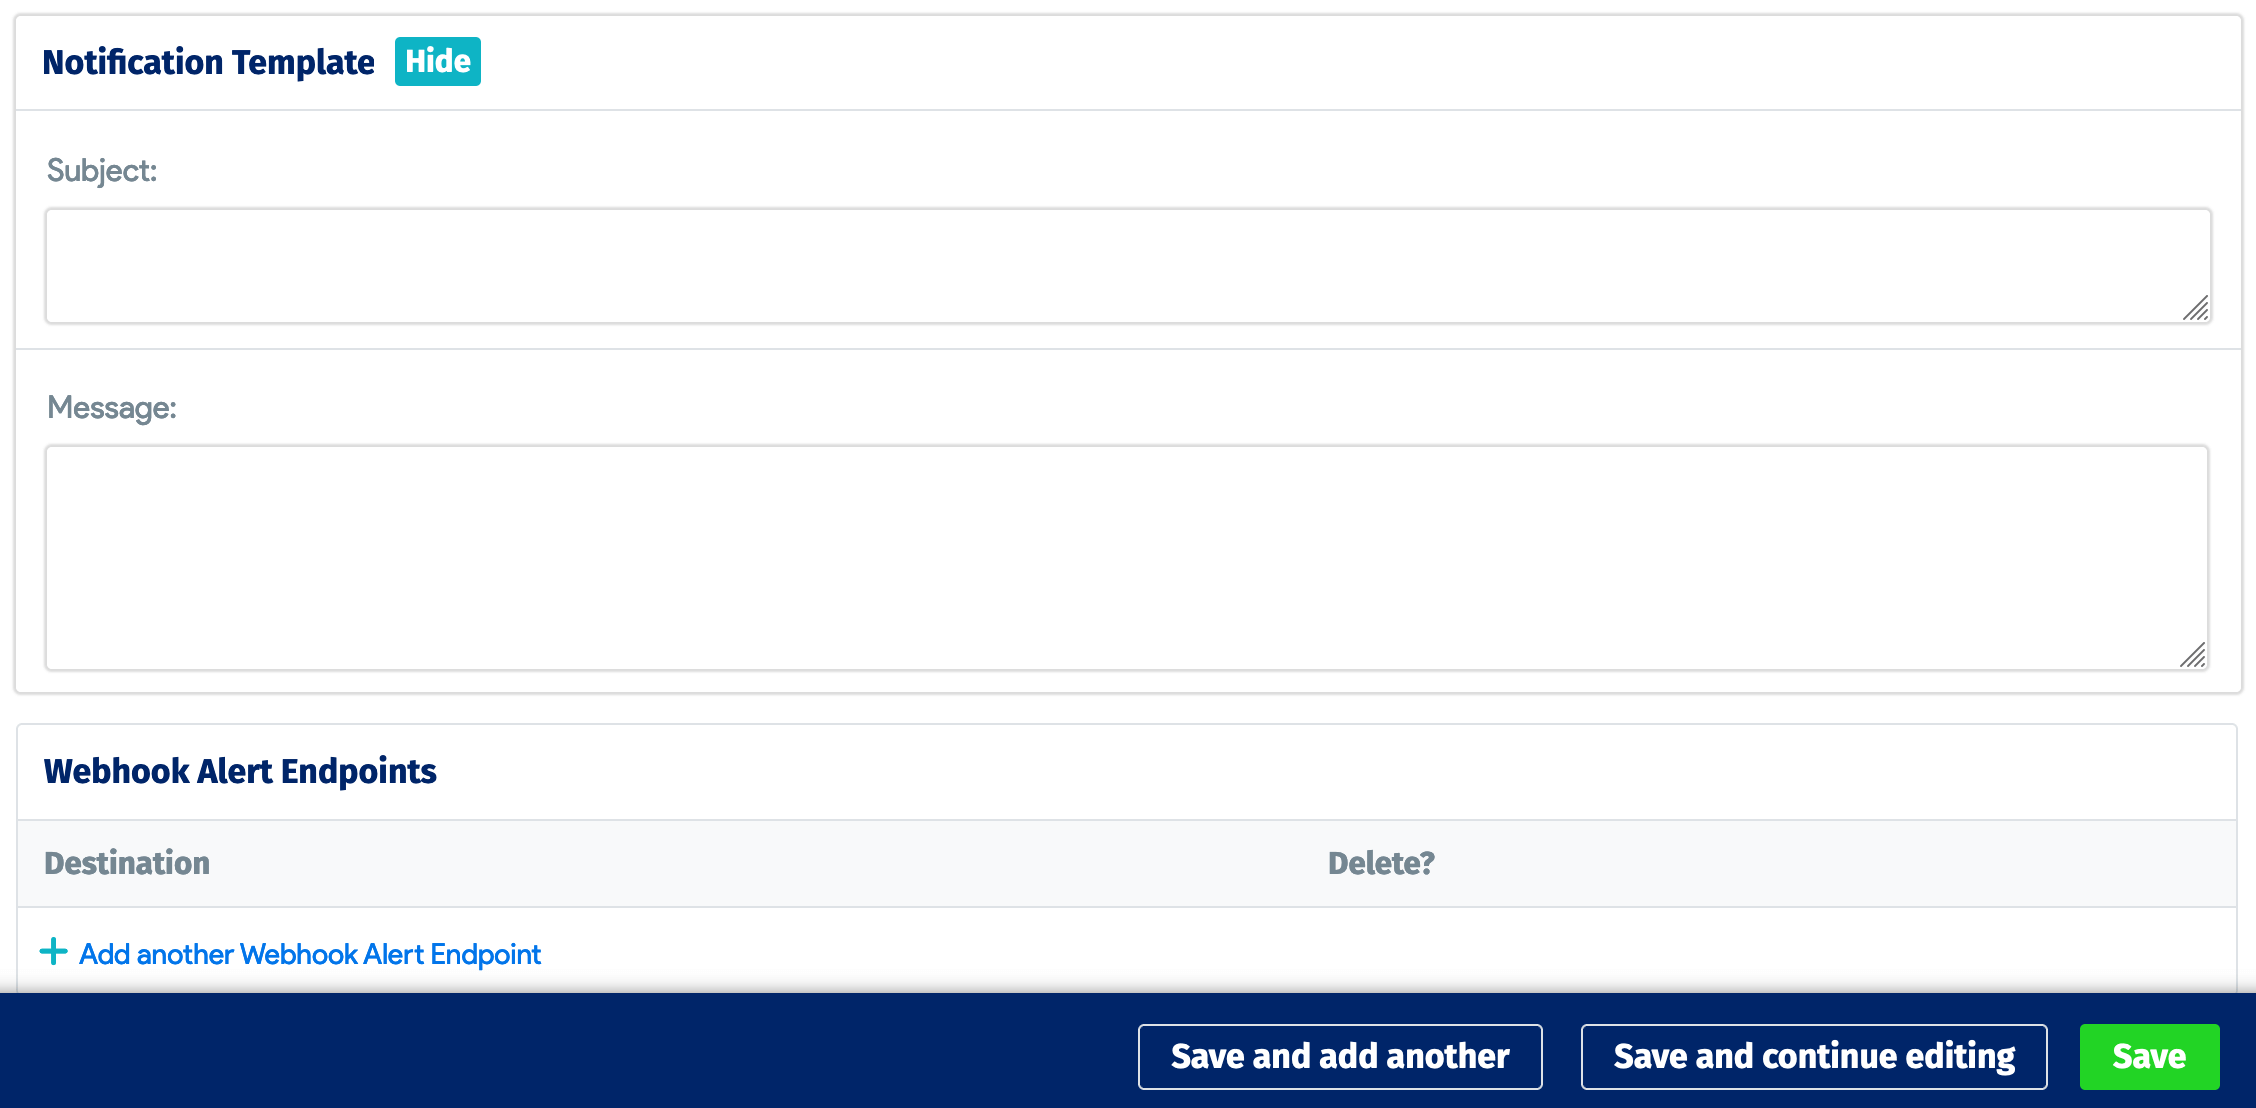 Notification Template Hide
Subject:
Message:
Webhook Alert Endpoints
Destination Delete?
Add another Webhook Alert Endpoint
Save and add another Save and continue editing Save